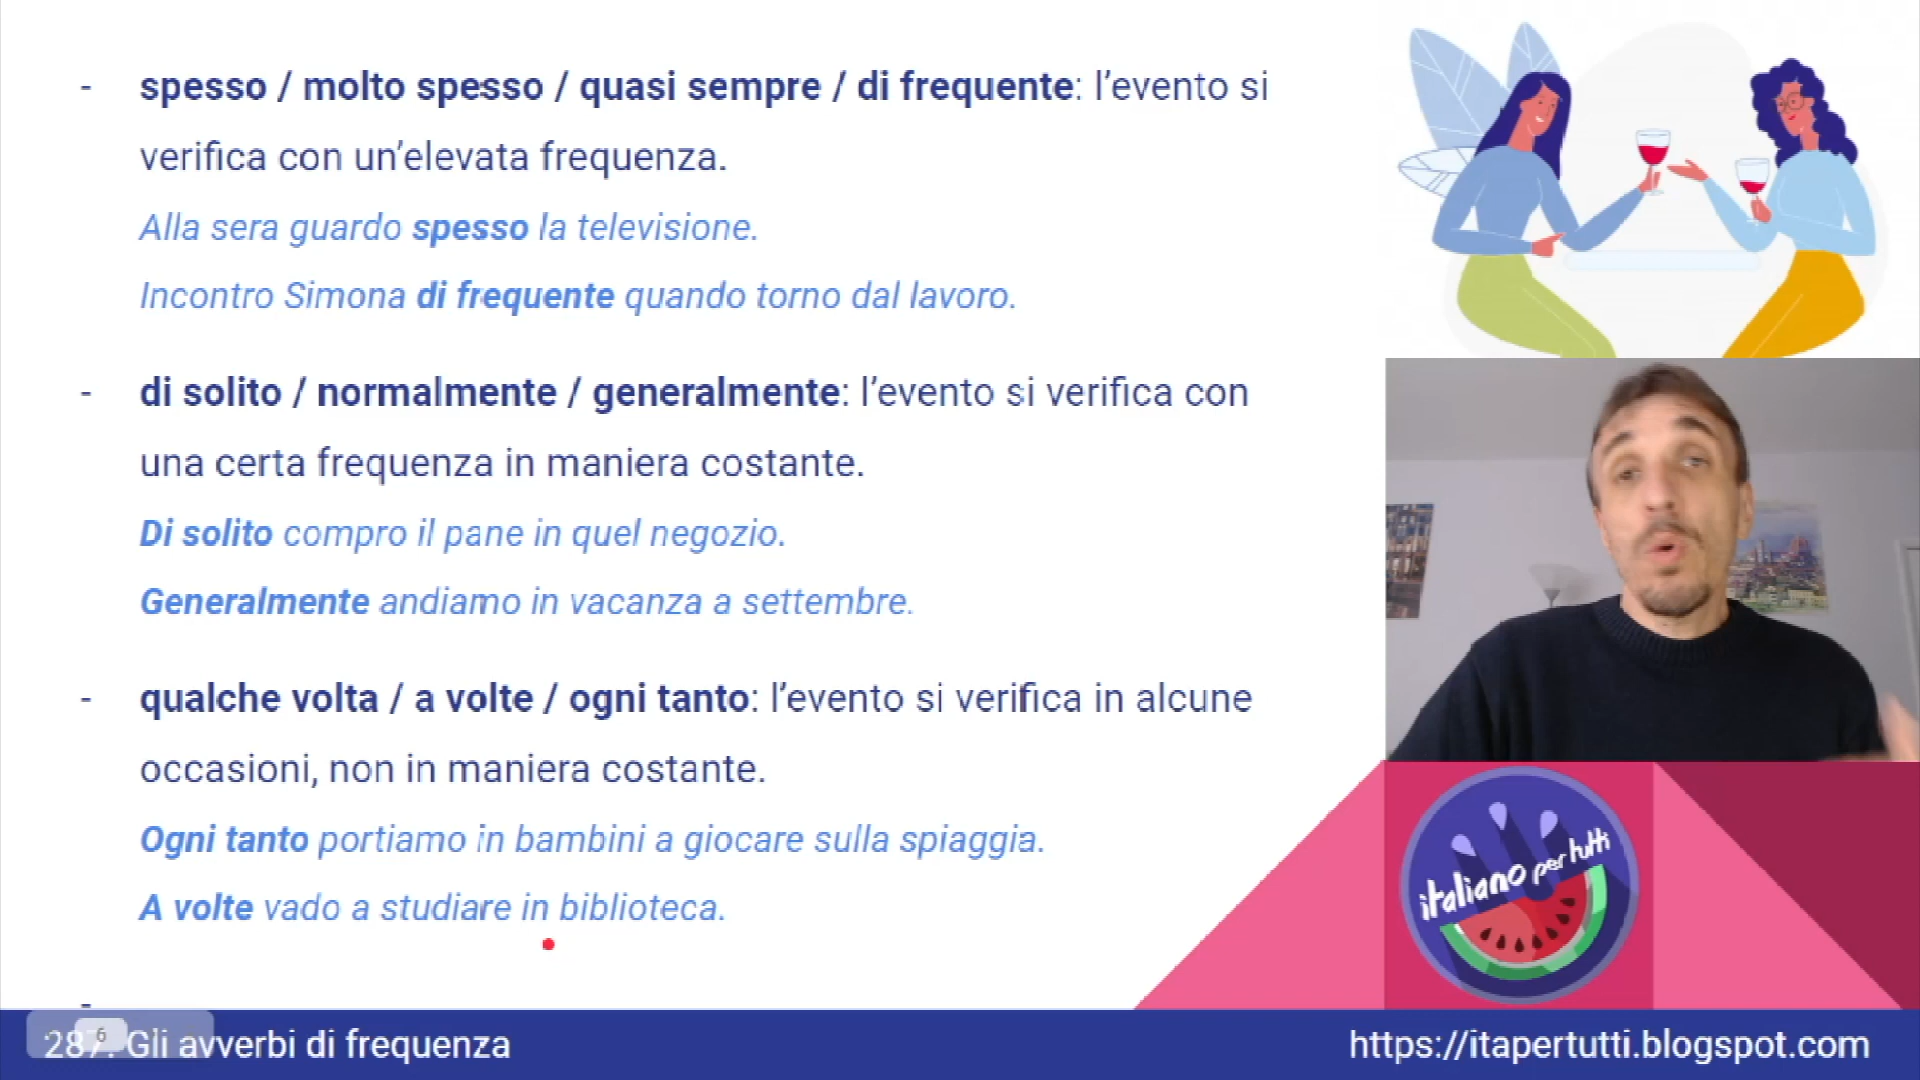 - spesso / molto spesso / quasi sempre / di frequente: l’evento si
verifica con un’elevata frequenza.
Alla sera guardo spesso la televisione.
Incontro Simona di frequente quando torno dal lavoro.
- di solito / normalmente / generalmente: l’evento si verifica con
una certa frequenza in maniera costante.
Di solito compro il pane in quel negozio.
Generalmente andiamo in vacanza a settembre.
- qualche volta / a volte / ogni tanto: l’evento si verifica in alcune
occasioni, non in maniera costante.
Ogni tanto portiamo in bambini a giocare sulla spiaggia.
A volte vado a studiare in biblioteca.
-
italiano per tutti
6
287. Gli avverbi di frequenza
https://itapertutti.blogspot.com